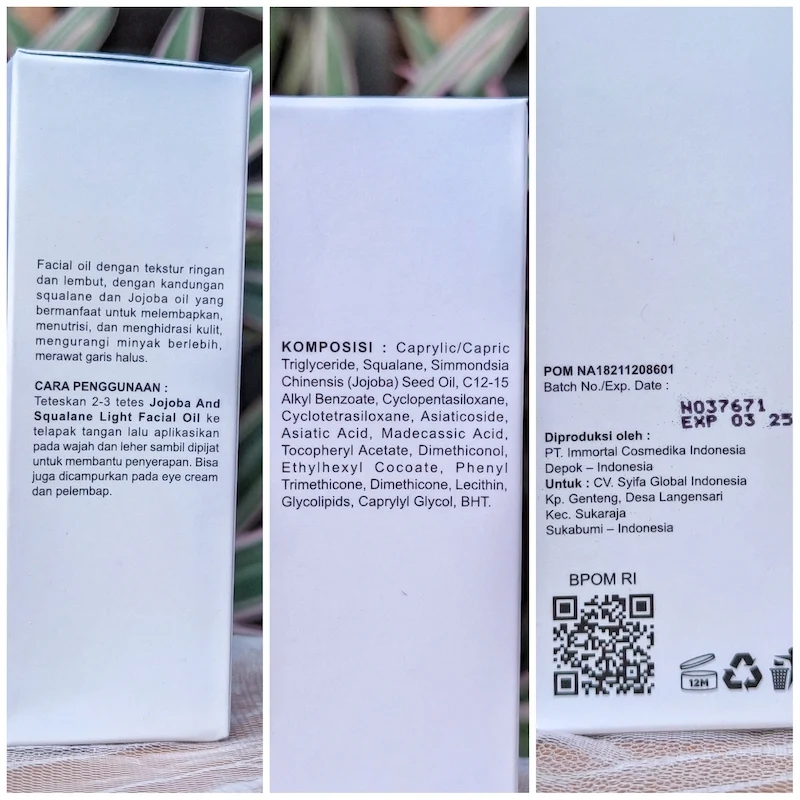 Facial oil dengan tekstur ringan
dan lembut, dengan kandungan
squalane dan Jojoba oil yang
bermanfaat untuk melembapkan,
menutrisi, dan menghidrasi kulit,
mengurangi minyak berlebih,
merawat garis halus.
CARA PENGGUNAAN :
Teteskan 2-3 tetes Jojoba And
Squalane Light Facial Oil ke
telapak tangan lalu aplikasikan
pada wajah dan leher sambil dipijat
untuk membantu penyerapan. Bisa
juga dicampurkan pada eye cream
dan pelembap.
KOMPOSISI : Caprylic/Capric
Triglyceride, Squalane, Simmondsia
Chinensis (Jojoba) Seed Oil, C12-15
Alkyl Benzoate, Cyclopentasiloxane,
Cyclotetrasiloxane, Asiaticoside,
Asiatic Acid, Madecassic Acid,
Tocopheryl Acetate, Dimethiconol,
Ethylhexyl Cocoate, Phenyl
Trimethicone, Dimethicone, Lecithin,
Glycolipids, Caprylyl Glycol, BHT.
POM NA18211208601
Batch No./Exp. Date :
N037671
EXP 03 25
Diproduksi oleh :
PT. Immortal Cosmedika Indonesia
Depok – Indonesia
Untuk : CV. Syifa Global Indonesia
Kp. Genteng, Desa Langensari
Kec. Sukaraja
Sukabumi – Indonesia
BPOM RI
12M